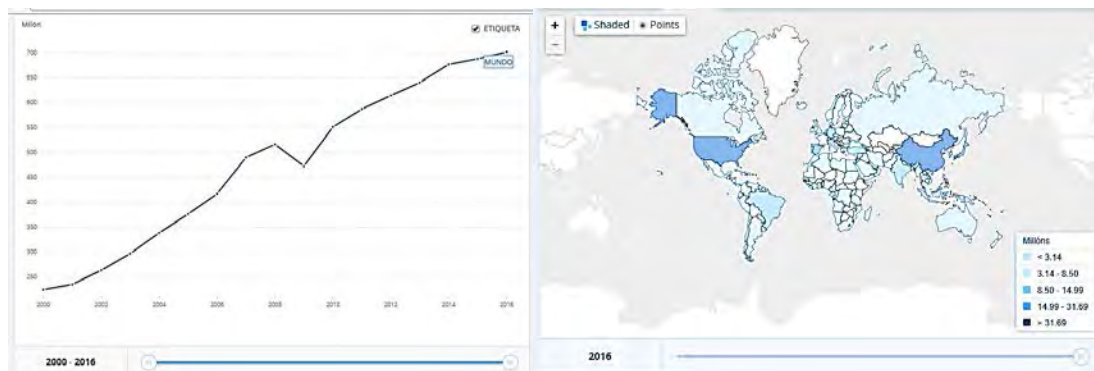 Millón
ETIQUETA
700
MUNDO
650
600
550
500
450
400
350
300
250
2000
2002
2004
2006
2008
2010
2012
2014
2016
2000 - 2016
+
−
Shaded
Points
Millóns
< 3.14
3.14 - 8.50
8.50 - 14.99
14.99 - 31.69
> 31.69
2016